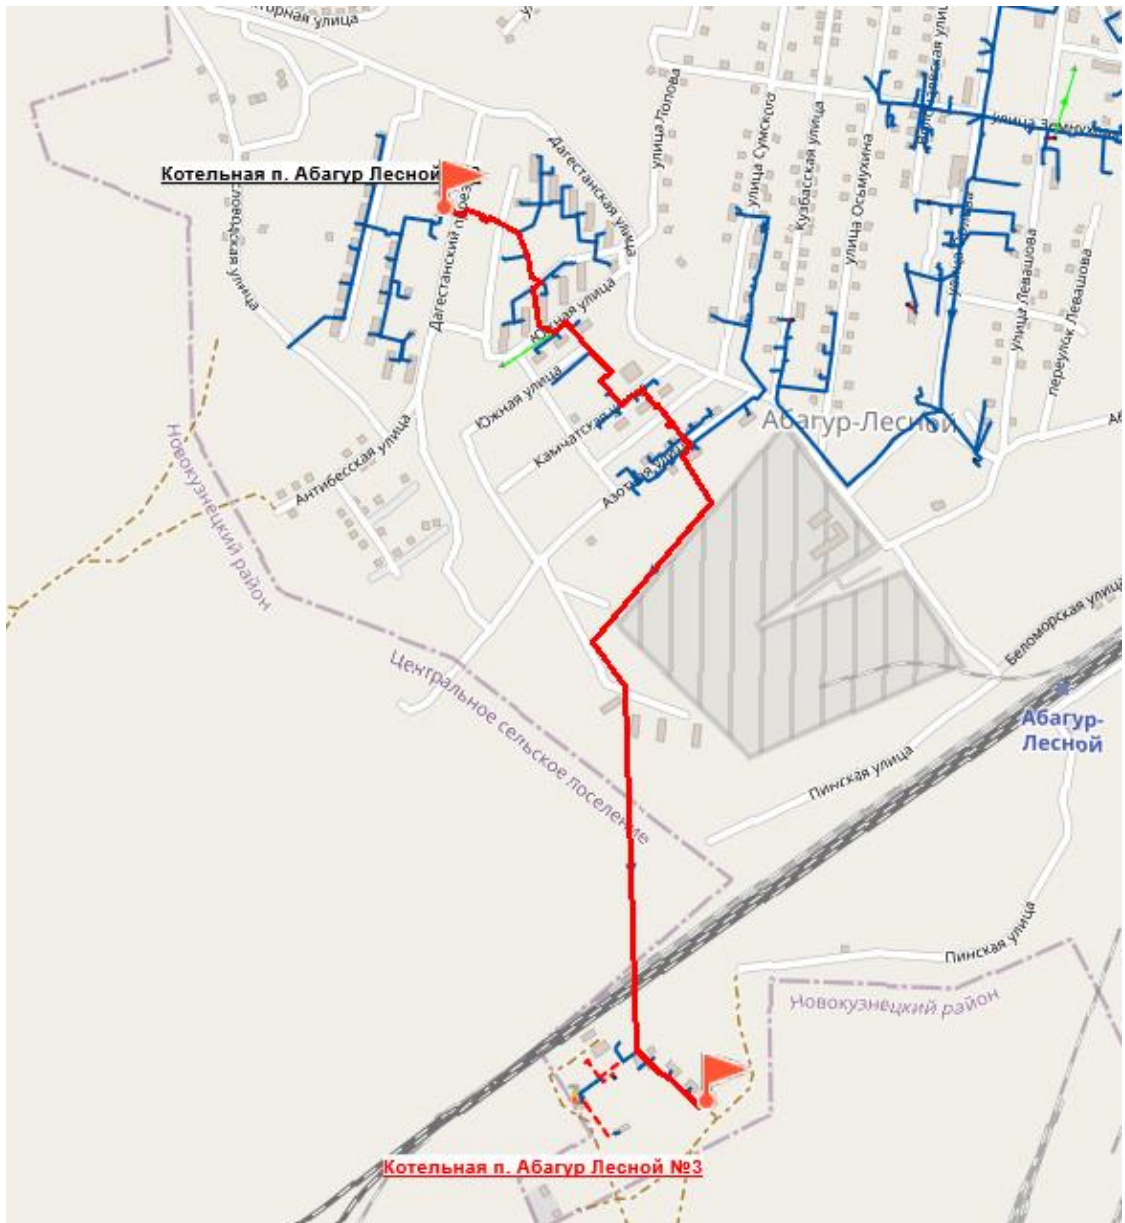 улица Попова
улица Сумского
Кузбасская улица
улица Осьмухина
улица Левашова
переулок Левашова
Дагестанская улица
Котельная п. Абагур Лесной
Дагестанский
Южная улица
Южная улица
Камчатская
Азотная улица
Абагур-Лесной
Антибесская улица
Новокузнецкий район
Центральное сельское поселение
Беломорская улица
Абагур-
Лесной
Пинская улица
Пинская улица
Новокузнецкий район
Котельная п. Абагур Лесной №3